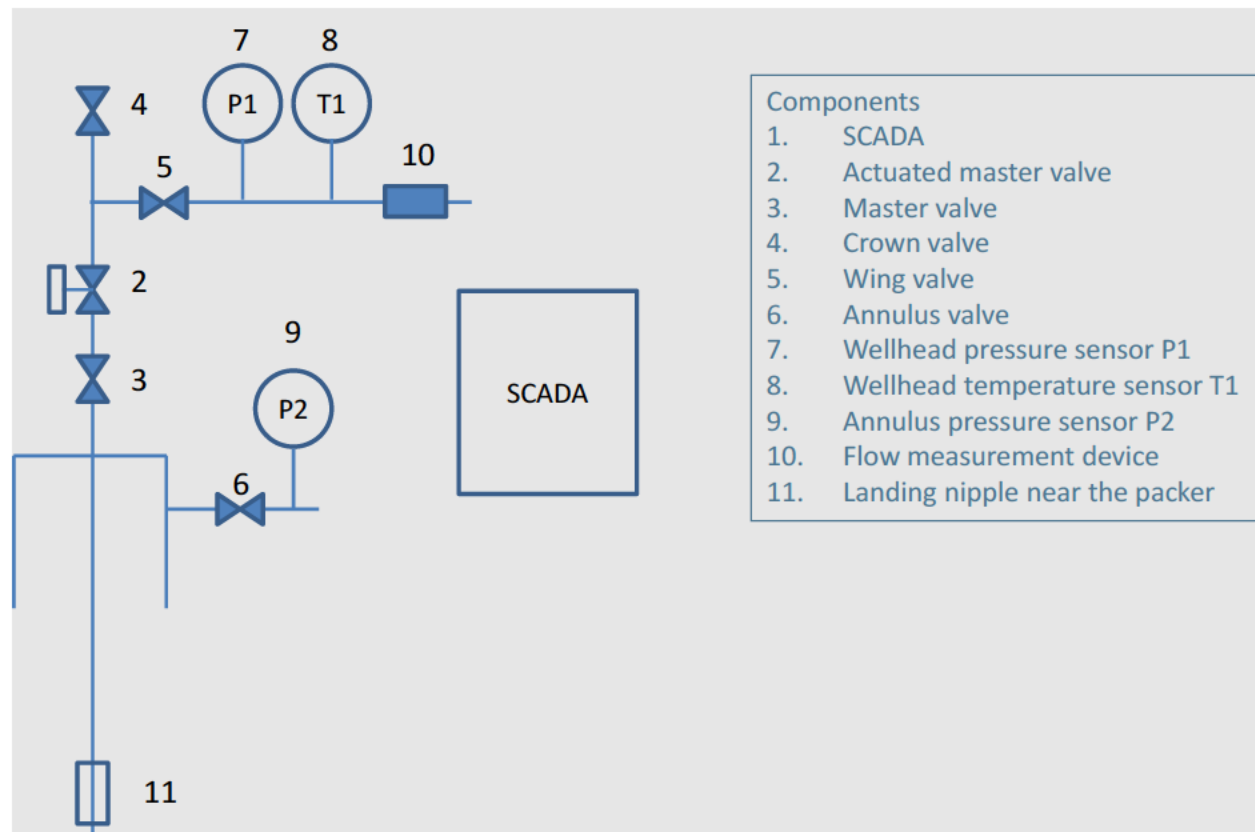 7 8
P1 T1
4
5
10
2
9
3
P2
SCADA
6
11
Components
1. SCADA
2. Actuated master valve
3. Master valve
4. Crown valve
5. Wing valve
6. Annulus valve
7. Wellhead pressure sensor P1
8. Wellhead temperature sensor T1
9. Annulus pressure sensor P2
10. Flow measurement device
11. Landing nipple near the packer